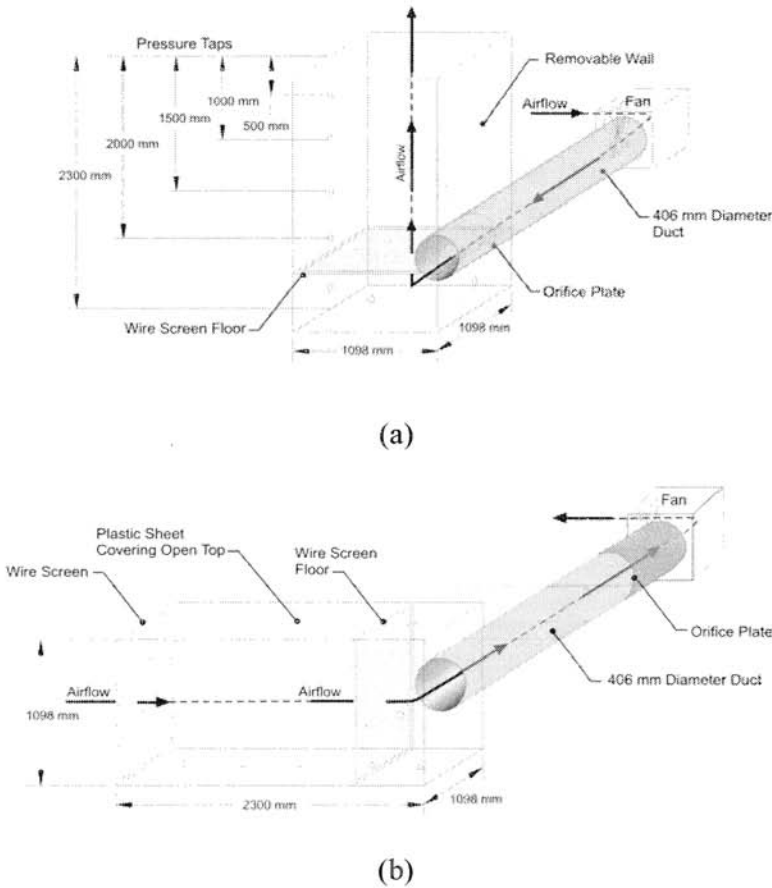 Pressure Taps
Removable Wall
Airflow
Fan
1000 mm
500 mm
1500 mm
2000 mm
2300 mm
Airflow
406 mm Diameter
Duct
Orifice Plate
Wire Screen Floor
1098 mm
1098 mm
(a)
Fan
Plastic Sheet
Covering Open Top
Wire Screen
Floor
Wire Screen
Orifice Plate
406 mm Diameter Duct
Airflow
Airflow
1098 mm
1098 mm
2300 mm
(b)